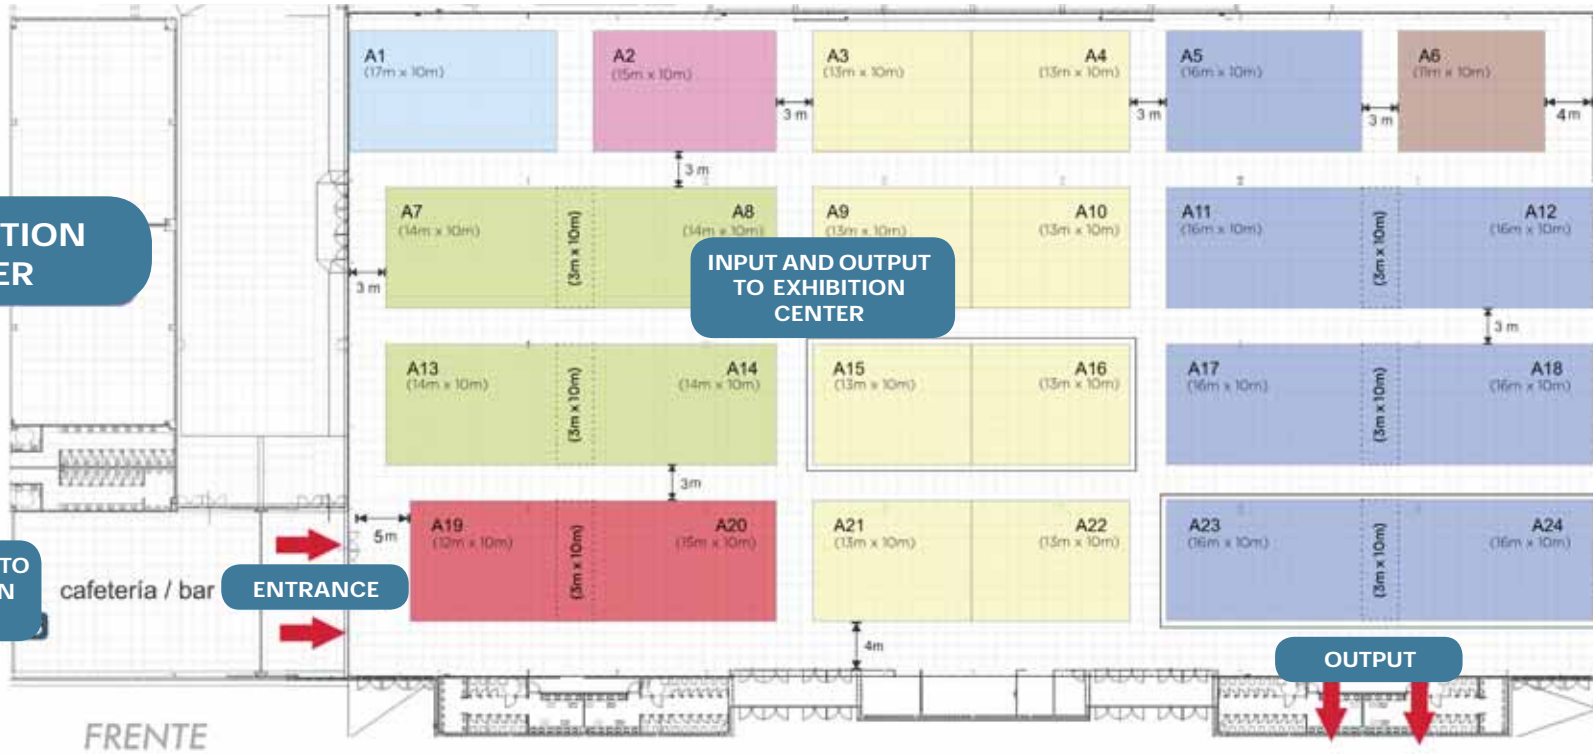 A1
(17m x 10m)
A2
(15m x 10m)
A3
(13m x 10m)
A4
(13m x 10m)
A5
(16m x 10m)
A6
(11m x 10m)
3 m
3 m
3 m
4m
3 m
TION
ER
A7
(14m x 10m)
(3m x 10m)
A8
(14m x 10m)
A9
(13m x 10m)
A10
(13m x 10m)
A11
(16m x 10m)
(3m x 10m)
A12
(16m x 10m)
INPUT AND OUTPUT
TO EXHIBITION
CENTER
3 m
3 m
A13
(14m x 10m)
(3m x 10m)
A14
(14m x 10m)
A15
(13m x 10m)
A16
(13m x 10m)
A17
(16m x 10m)
(3m x 10m)
A18
(16m x 10m)
3m
5m
A19
(12m x 10m)
(3m x 10m)
A20
(15m x 10m)
A21
(13m x 10m)
A22
(13m x 10m)
A23
(16m x 10m)
(3m x 10m)
A24
(16m x 10m)
TO
N
cafetería / bar
ENTRANCE
4m
OUTPUT
FRENTE